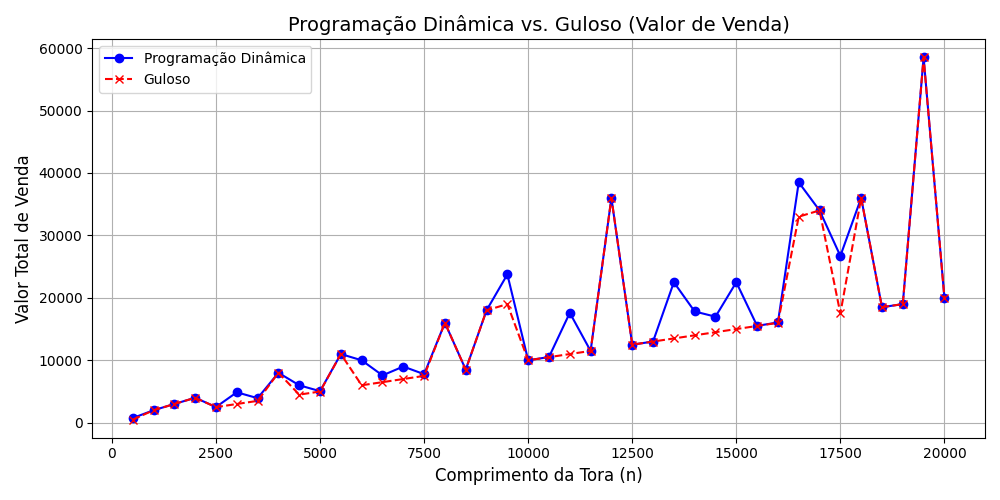 Programação Dinâmica vs. Guloso (Valor de Venda)
Programação Dinâmica
Guloso
Valor Total de Venda
60000
50000
40000
30000
20000
10000
0
0 2500 5000 7500 10000 12500 15000 17500 20000
Comprimento da Tora (n)